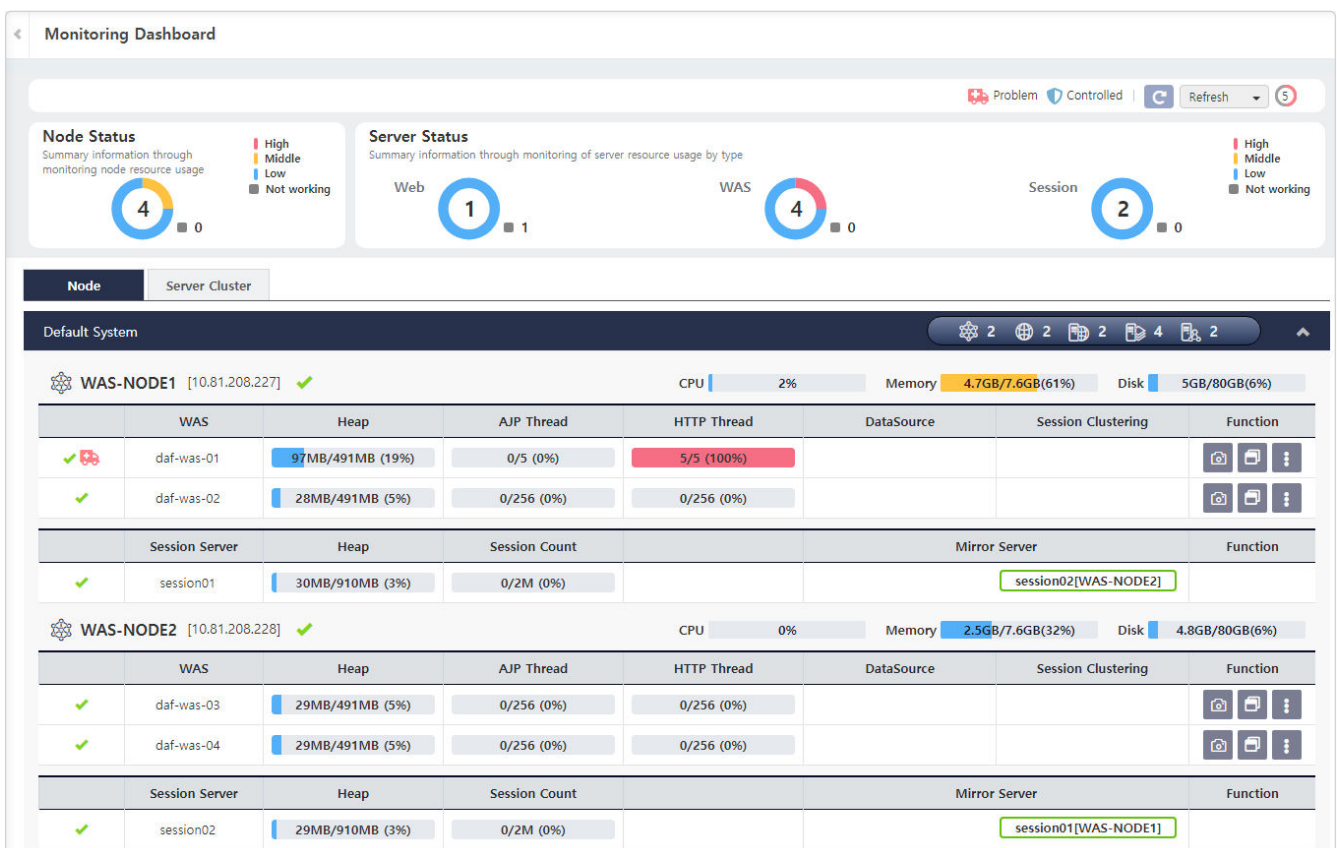 Monitoring Dashboard
Problem Controlled Refresh 5
Node Status
Summary information through
monitoring node resource usage
High
Middle
Low
Not working
4
0
Server Status
Summary information through monitoring of server resource usage by type
Web
1
1
WAS
4
0
Session
2
0
High
Middle
Low
Not working
Node Server Cluster
Default System 2 2 2 4 2
WAS-NODE1 [10.81.208.227] CPU 2% Memory 4.7GB/7.6GB(61%) Disk 5GB/80GB(6%)
WAS Heap AJP Thread HTTP Thread DataSource Session Clustering Function
daf-was-01 97MB/491MB (19%) 0/5 (0%) 5/5 (100%)
daf-was-02 28MB/491MB (5%) 0/256 (0%) 0/256 (0%)
Session Server Heap Session Count Mirror Server Function
session01 30MB/910MB (3%) 0/2M (0%) session02[WAS-NODE2]
WAS-NODE2 [10.81.208.228] CPU 0% Memory 2.5GB/7.6GB(32%) Disk 4.8GB/80GB(6%)
WAS Heap AJP Thread HTTP Thread DataSource Session Clustering Function
daf-was-03 29MB/491MB (5%) 0/256 (0%) 0/256 (0%)
daf-was-04 29MB/491MB (5%) 0/256 (0%) 0/256 (0%)
Session Server Heap Session Count Mirror Server Function
session02 29MB/910MB (3%) 0/2M (0%) session01[WAS-NODE1]